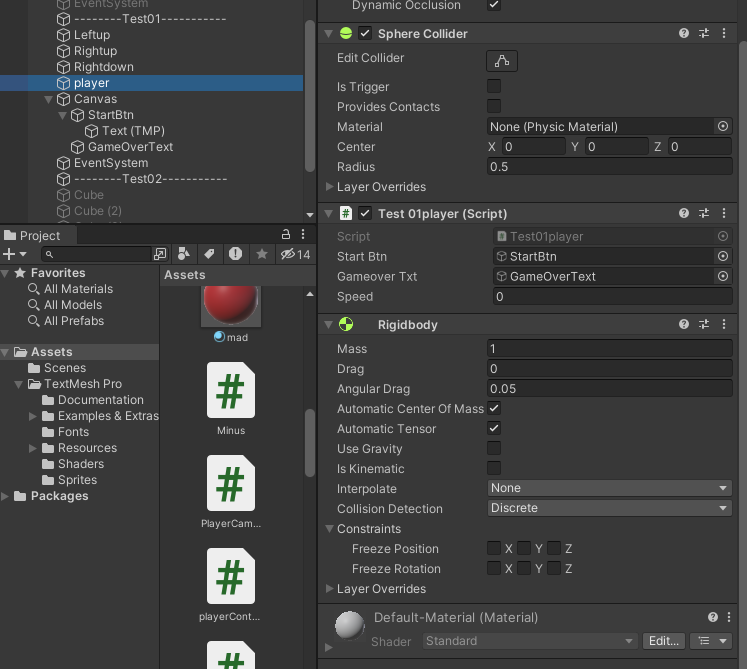 EventSystem
--------Test01-----------
Leftup
Rightup
Rightdown
player
Canvas
StartBtn
Text (TMP)
GameOverText
EventSystem
--------Test02-----------
Cube
Cube (2)
Project
14
Favorites
All Materials
All Models
All Prefabs
Assets
Scenes
TextMesh Pro
Documentation
Examples & Extras
Fonts
Resources
Shaders
Sprites
Packages
Assets
mad
Minus
PlayerCam...
playerCont...
Dynamic Occlusion
Sphere Collider
Edit Collider
Is Trigger
Provides Contacts
Material None (Physic Material)
Center X 0 Y 0 Z 0
Radius 0.5
Layer Overrides
# Test 01player (Script)
Script Test01player
Start Btn StartBtn
Gameover Txt GameOverText
Speed 0
Rigidbody
Mass 1
Drag 0
Angular Drag 0.05
Automatic Center Of Mass
Automatic Tensor
Use Gravity
Is Kinematic
Interpolate None
Collision Detection Discrete
Constraints
Freeze Position X Y Z
Freeze Rotation X Y Z
Layer Overrides
Default-Material (Material)
Shader Standard Edit...